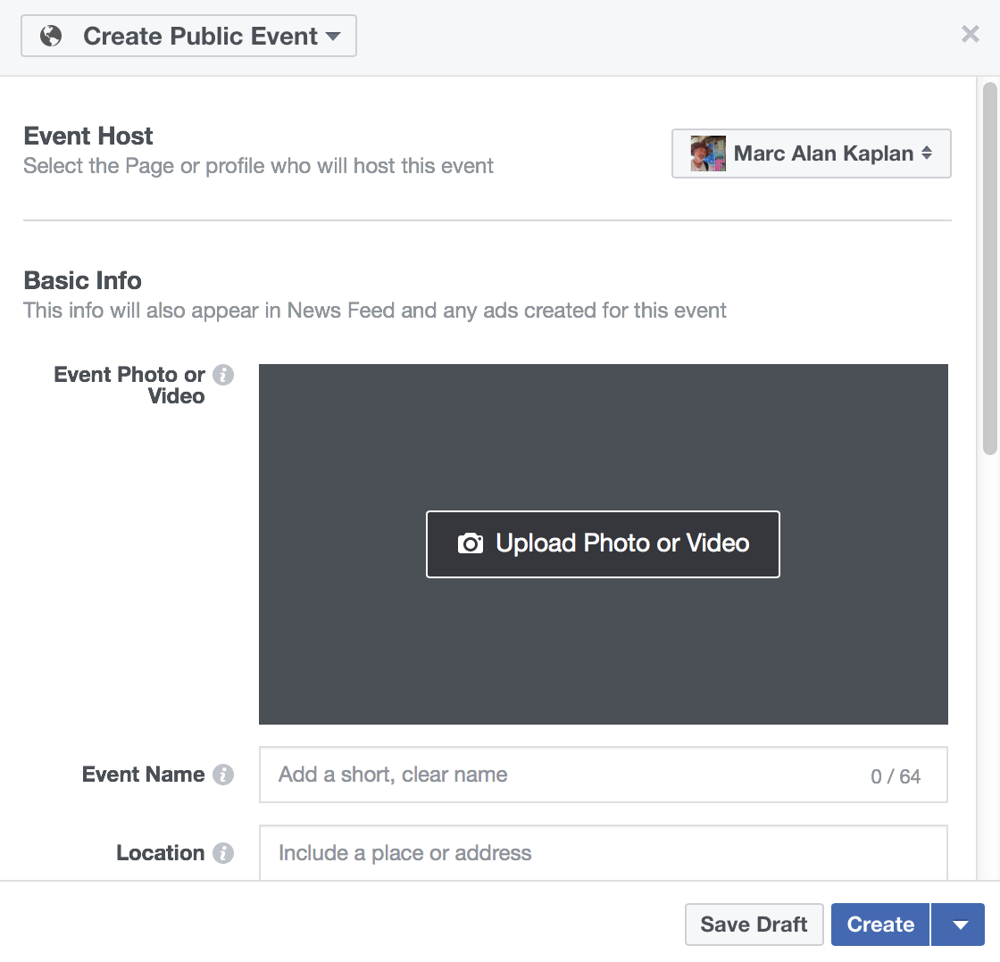 Create Public Event
Event Host
Select the Page or profile who will host this event
Marc Alan Kaplan
Basic Info
This info will also appear in News Feed and any ads created for this event
Event Photo or
Video
Upload Photo or Video
Event Name
Add a short, clear name
0 / 64
Location
Include a place or address
Save Draft
Create